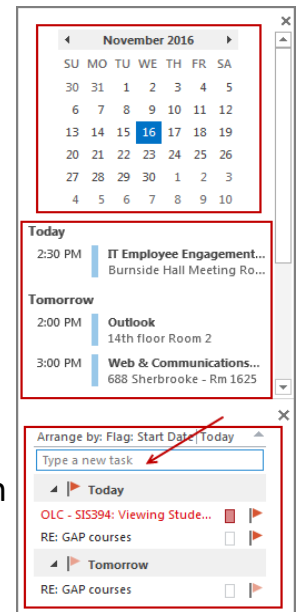 November 2016
SU MO TU WE TH FR SA
30 31 1 2 3 4 5
6 7 8 9 10 11 12
13 14 15 16 17 18 19
20 21 22 23 24 25 26
27 28 29 30 1 2 3
4 5 6 7 8 9 10
Today
2:30 PM IT Employee Engagement...
Burnside Hall Meeting Ro...
Tomorrow
2:00 PM Outlook
14th floor Room 2
3:00 PM Web & Communications...
688 Sherbrooke - Rm 1625
Arrange by: Flag: Start Date Today
Type a new task
Today
OLC - SIS394: Viewing Stude...
RE: GAP courses
Tomorrow
RE: GAP courses